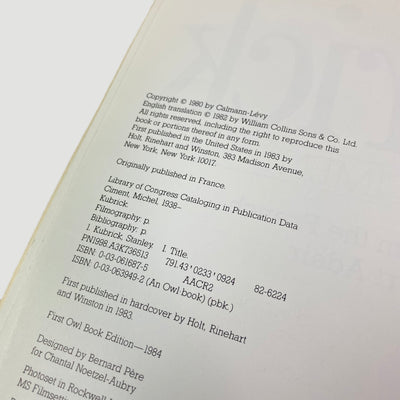 Copyright © 1980 by Calmann-Lévy
English translation © 1982 by William Collins Sons & Co. Ltd.
All rights reserved, including the right to reproduce this
book or portions thereof in any form.
First published in the United States in 1983 by
Holt, Rinehart and Winston, 383 Madison Avenue,
New York, New York 10017.
Originally published in France.
Library of Congress Cataloging in Publication Data
Ciment, Michel, 1938–
Kubrick.
Filmography: p.
Bibliography: p.
1. Kubrick, Stanley. I. Title.
PN1998.A3K736513 791.43'0233'0924 82-6224
AACR2
ISBN: 0-03-061687-5
ISBN: 0-03-063949-2 (An Owl book) (pbk.)
First published in hardcover by Holt, Rinehart
and Winston in 1983.
First Owl Book Edition—1984
Designed by Bernard Père
for Chantal Noetzel-Aubry
Photoset in Rockwell
MS Filmsetting